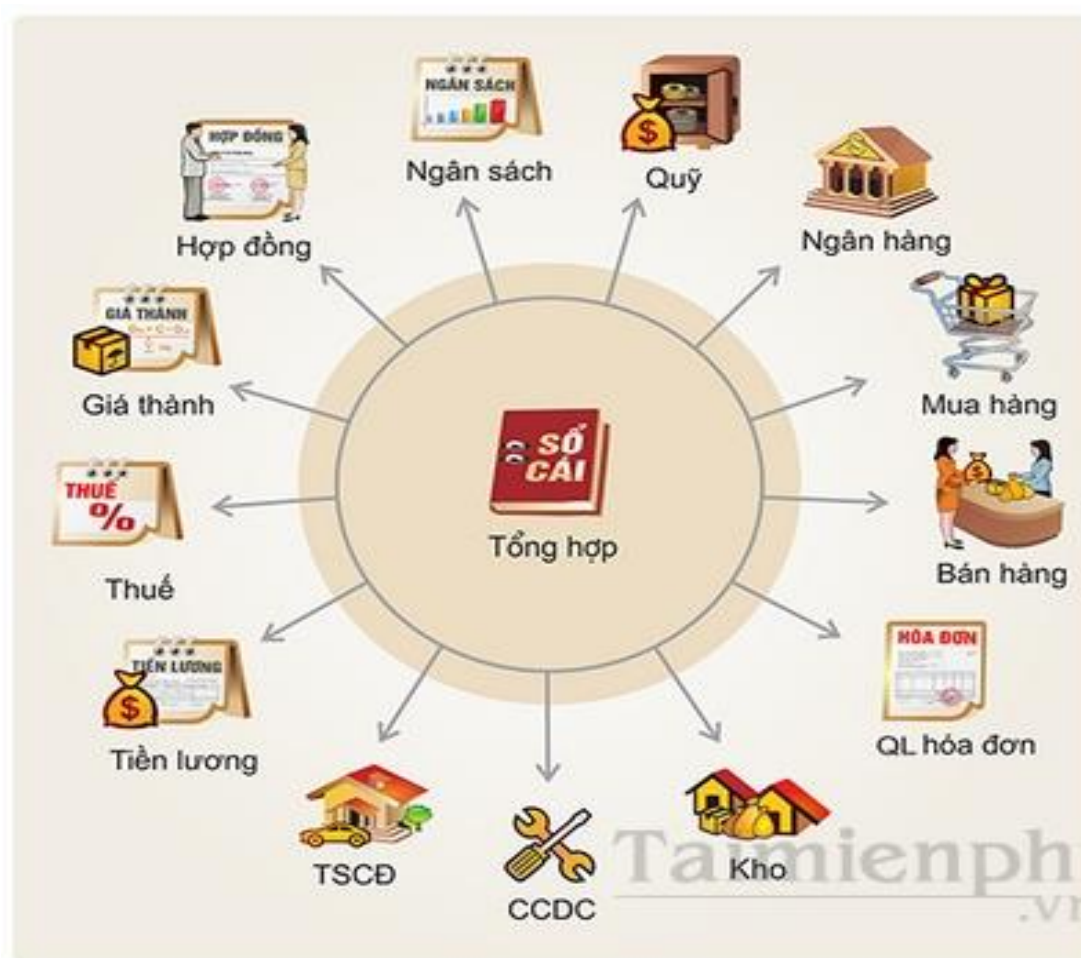 NGÂN SÁCH
Ngân sách
Quỹ
HỢP ĐỒNG
Hợp đồng
Ngân hàng
GIÁ THÀNH
Giá thành
Mua hàng
SỔ
CÁI
Tổng hợp
THUẾ
%
Thuế
Bán hàng
TIỀN LƯƠNG
Tiền lương
HÓA ĐƠN
QL hóa đơn
TSCĐ
CCDC
Kho
Taimienph
.vn